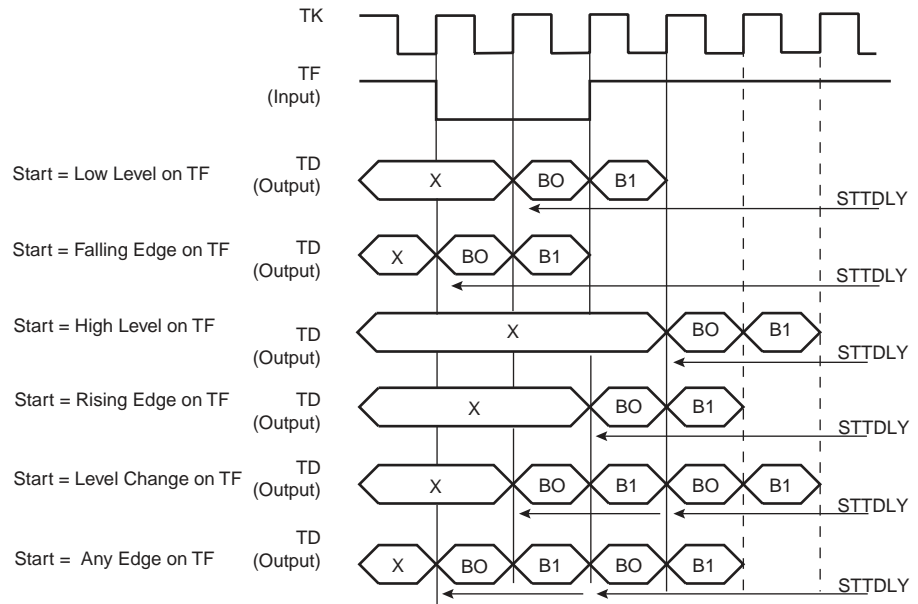 TK
TF
(Input)
Start = Low Level on TF
TD
(Output)
X
BO
B1
STTDLY
Start = Falling Edge on TF
TD
(Output)
X
BO
B1
STTDLY
Start = High Level on TF
TD
(Output)
X
BO
B1
STTDLY
Start = Rising Edge on TF
TD
(Output)
X
BO
B1
STTDLY
Start = Level Change on TF
TD
(Output)
X
BO
B1
BO
B1
STTDLY
Start = Any Edge on TF
TD
(Output)
X
BO
B1
BO
B1
STTDLY